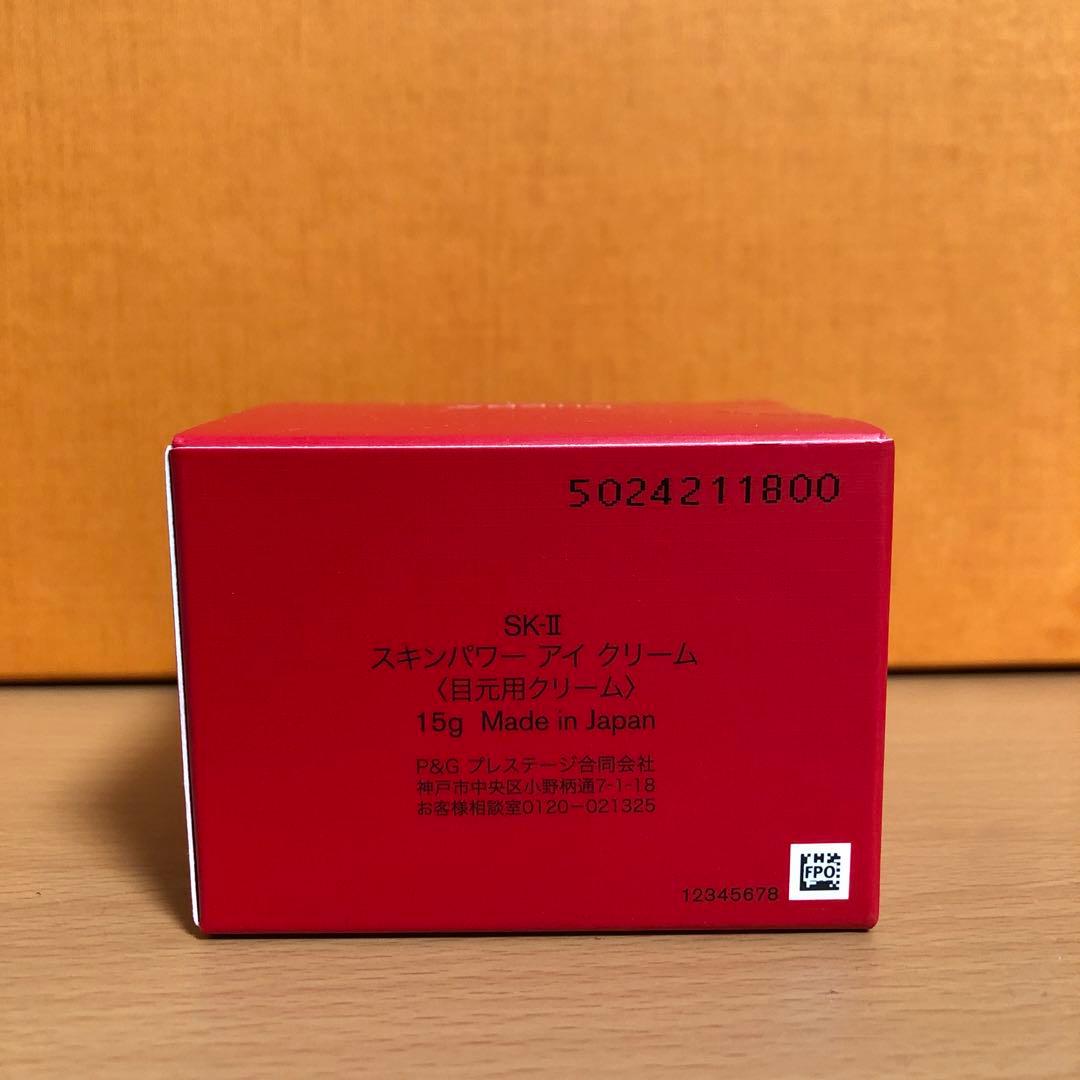 5024211800
SK-Ⅱ
スキンパワー アイ クリーム
〈目元用クリーム〉
15g Made in Japan
P&G プレステージ合同会社
神戸市中央区小野柄通7-1-18
お客様相談室0120-021325
12345678
FPO